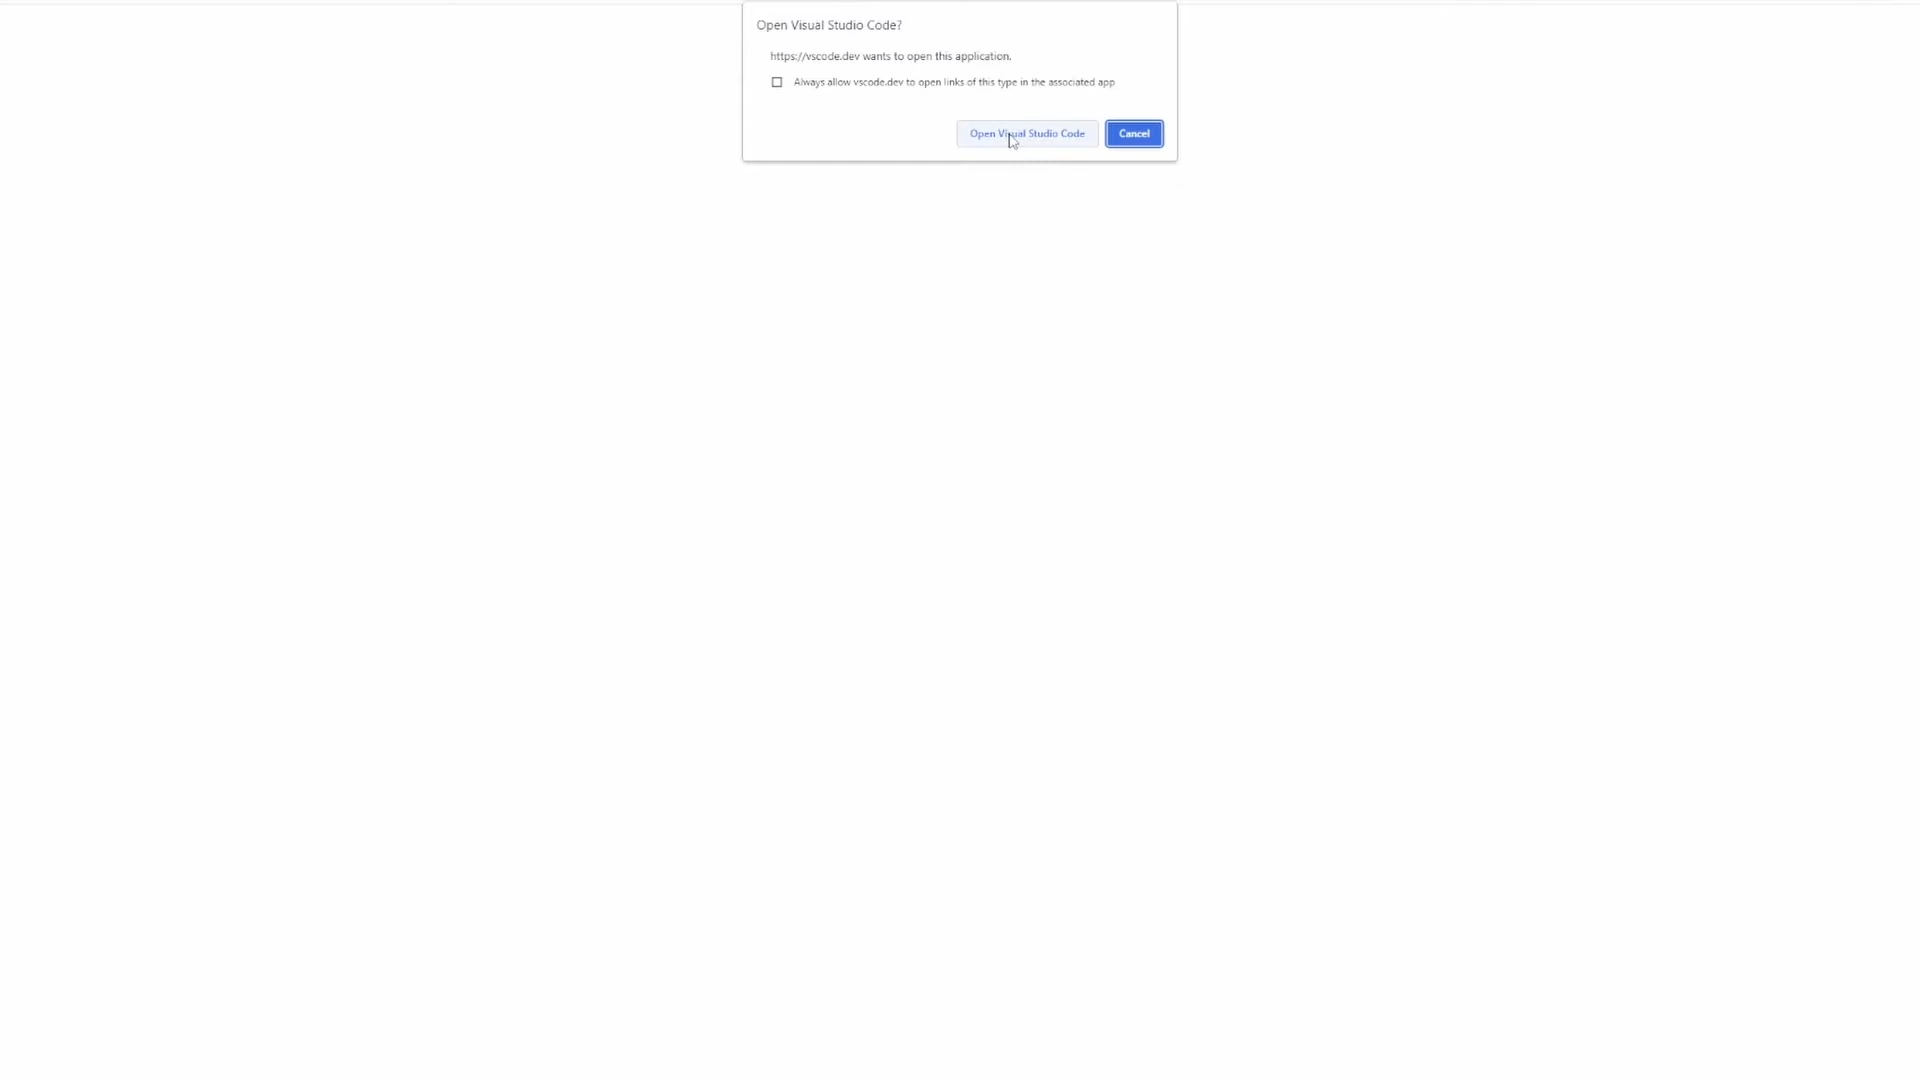 Open Visual Studio Code?
https://vscode.dev wants to open this application.
Always allow vscode.dev to open links of this type in the associated app
Open Visual Studio Code
Cancel